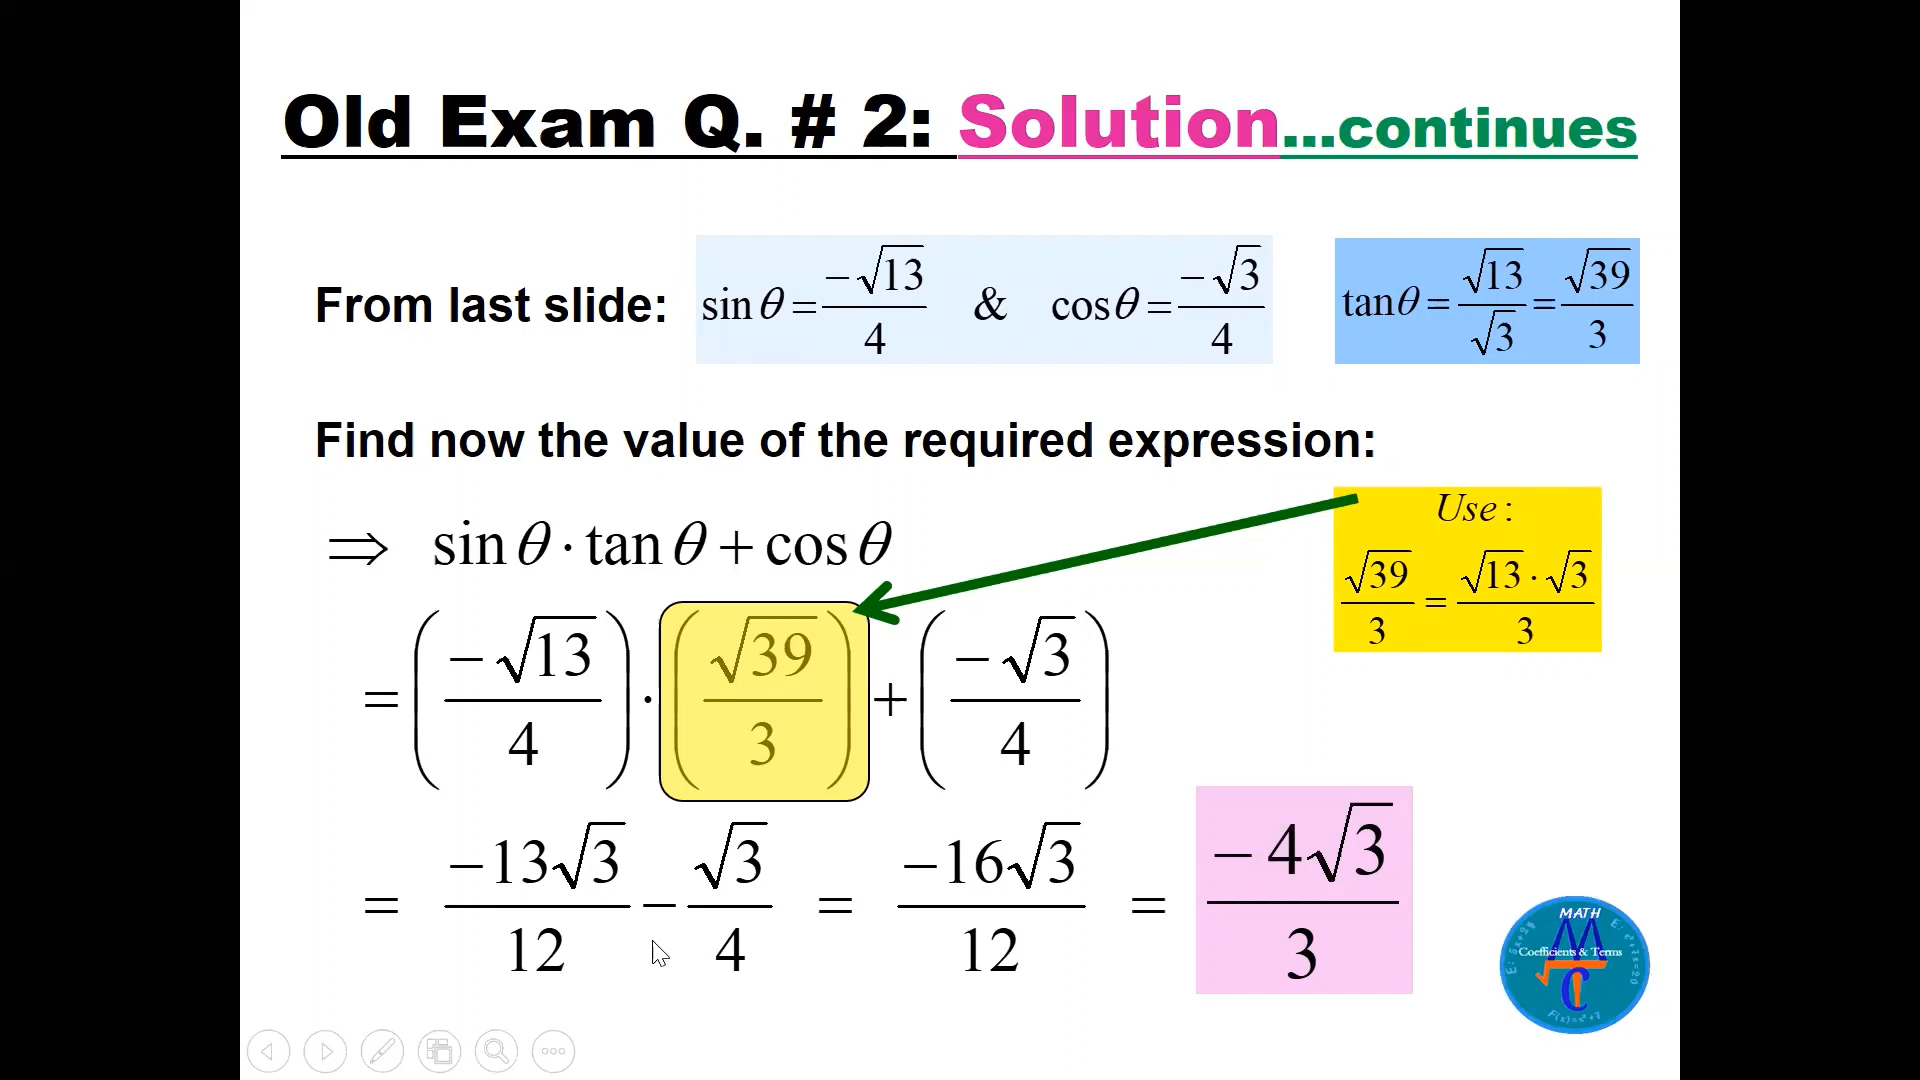 Old Exam Q. # 2: Solution...continues
From last slide: sin θ = −√13/4 & cos θ = −√3/4 tan θ = √13/√3 = √39/3
Find now the value of the required expression:
⇒ sin θ · tan θ + cos θ
Use :
√39/3 = √13 · √3/3
= (−√13/4) · (√39/3) + (−√3/4)
= −13√3/12 − √3/4 = −16√3/12 = −4√3/3
MATH
Coefficients & Terms